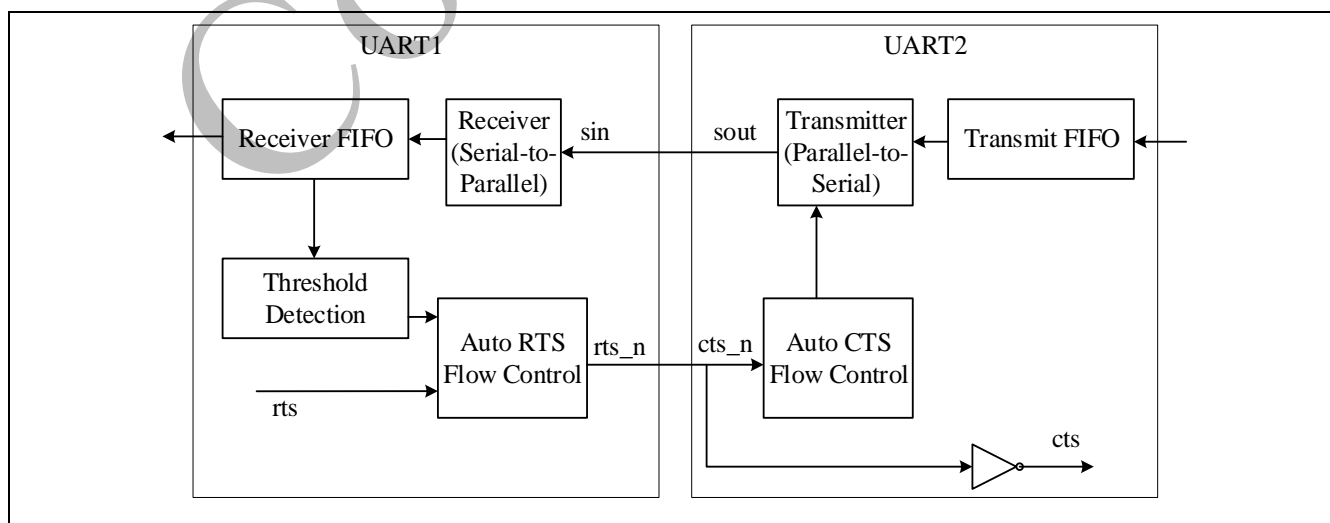 UART1
UART2
Receiver FIFO
Receiver
(Serial-to-
Parallel)
sin
sout
Transmitter
(Parallel-to-
Serial)
Transmit FIFO
Threshold
Detection
Auto RTS
Flow Control
rts_n
cts_n
Auto CTS
Flow Control
rts
cts